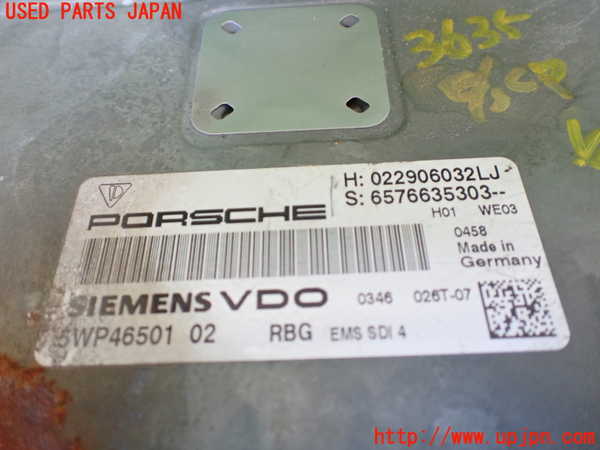 USED PARTS JAPAN
3635
H: 022906032LJ
S: 6576635303--
H01 WE03
PORSCHE
0458
Made in
Germany
SIEMENS VDO 0346 026T-07
5WP46501 02 RBG EMS SDI 4
http://www.upjpn.com/